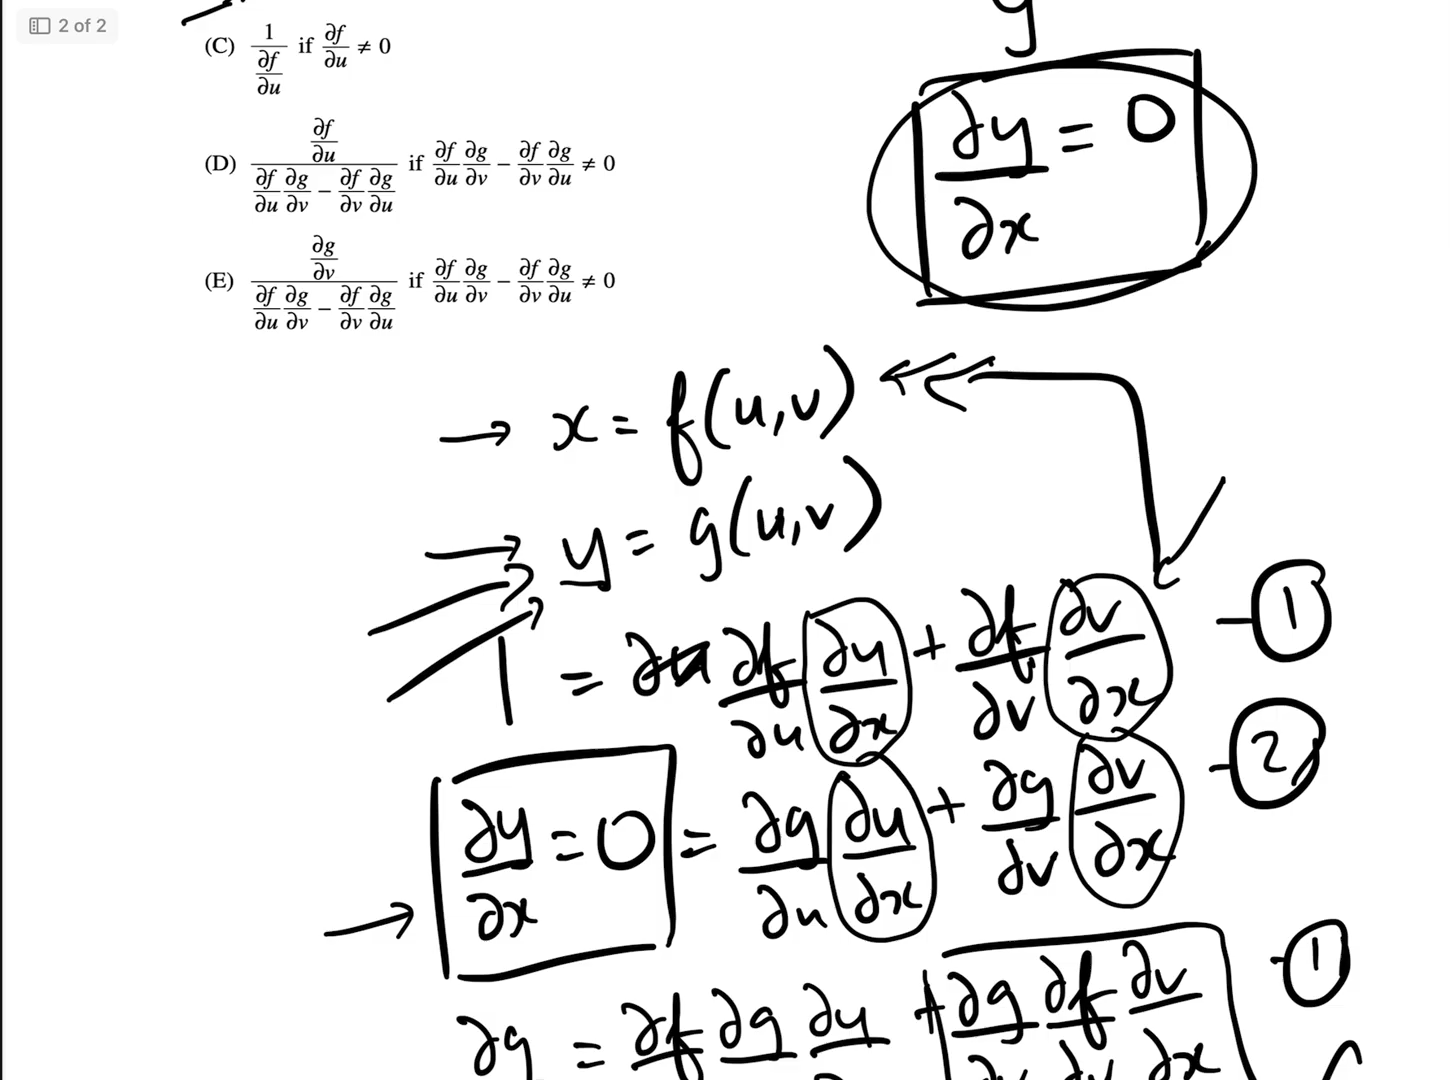 2 of 2
y
(C) 1/(∂f/∂u) if ∂f/∂u ≠ 0
∂y/∂x = 0
(D) (∂f/∂u)/(∂f/∂u ∂g/∂v − ∂f/∂v ∂g/∂u) if ∂f/∂u ∂g/∂v − ∂f/∂v ∂g/∂u ≠ 0
(E) (∂g/∂v)/(∂f/∂u ∂g/∂v − ∂f/∂v ∂g/∂u) if ∂f/∂u ∂g/∂v − ∂f/∂v ∂g/∂u ≠ 0
→ x = f(u,v)
→ y = g(u,v)
1 = ∂f/∂u ∂u/∂x + ∂f/∂v ∂v/∂x - ①
→ ∂y/∂x = 0 = ∂g/∂u ∂u/∂x + ∂g/∂v ∂v/∂x - ②
∂g = ∂f ∂g ∂u + ∂g ∂f ∂v/∂x - ①